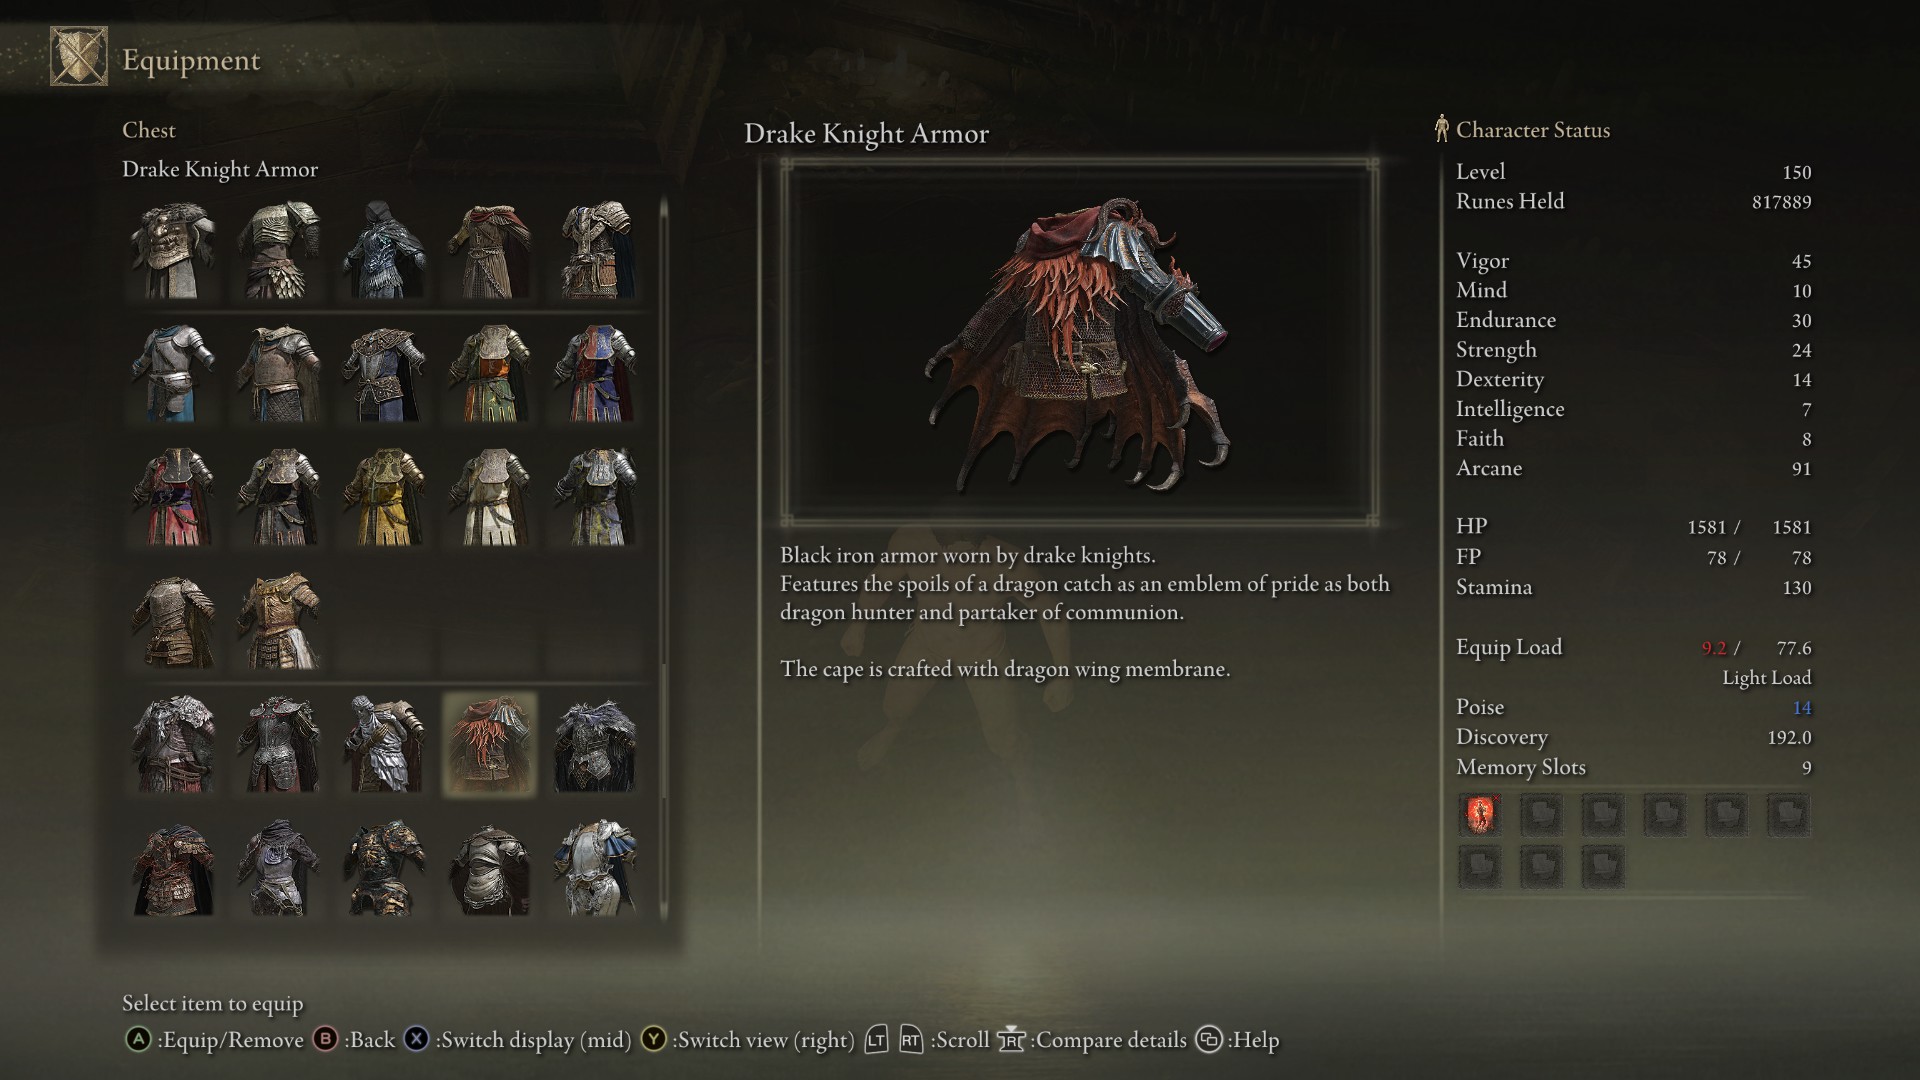 Equipment
Chest
Drake Knight Armor
Drake Knight Armor
Black iron armor worn by drake knights.
Features the spoils of a dragon catch as an emblem of pride as both
dragon hunter and partaker of communion.
The cape is crafted with dragon wing membrane.
Character Status
Level 150
Runes Held 817889
Vigor 45
Mind 10
Endurance 30
Strength 24
Dexterity 14
Intelligence 7
Faith 8
Arcane 91
HP 1581 / 1581
FP 78 / 78
Stamina 130
Equip Load 9.2 / 77.6
Light Load
Poise 14
Discovery 192.0
Memory Slots 9
Select item to equip
A :Equip/Remove B :Back X :Switch display (mid) Y :Switch view (right) LT RT :Scroll R :Compare details :Help